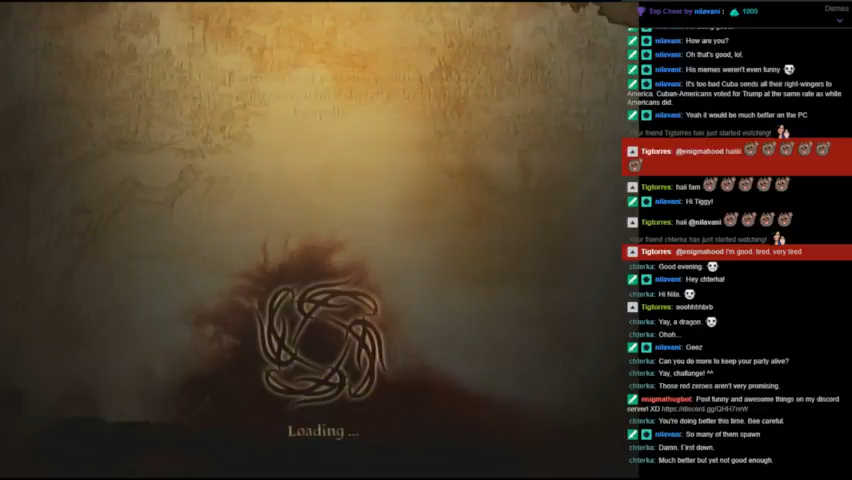 Top Cheer by nilavani : 1000
Dismiss
nilavani: How are you?
nilavani: Oh that's good, lol.
nilavani: His memes weren't even funny
nilavani: It's too bad Cuba sends all their right-wingers to
America. Cuban-Americans voted for Trump at the same rate as white
Americans did.
nilavani: Yeah it would be much better on the PC
Your friend Tigtorres has just started watching!
Tigtorres: @enigmahood haiiii
Tigtorres: haii fam
nilavani: Hi Tiggy!
Tigtorres: haii @nilavani
Your friend chterka has just started watching!
Tigtorres: @enigmahood I'm good. tired. very tired
chterka: Good evening.
nilavani: Hey chterka!
chterka: Hi Nila.
Tigtorres: ooohhhhbrb
chterka: Yay, a dragon.
chterka: Ohoh...
nilavani: Geez
chterka: Can you do more to keep your party alive?
chterka: Yay, challange! ^^
chterka: Those red zeroes aren't very promising.
enigmathugbot: Post funny and awesome things on my discord
server! XD https://discord.gg/QHH7reW
chterka: You're doing better this time. Bee careful.
nilavani: So many of them spawn
chterka: Damn. First down.
chterka: Much better but yet not good enough.
Loading ...